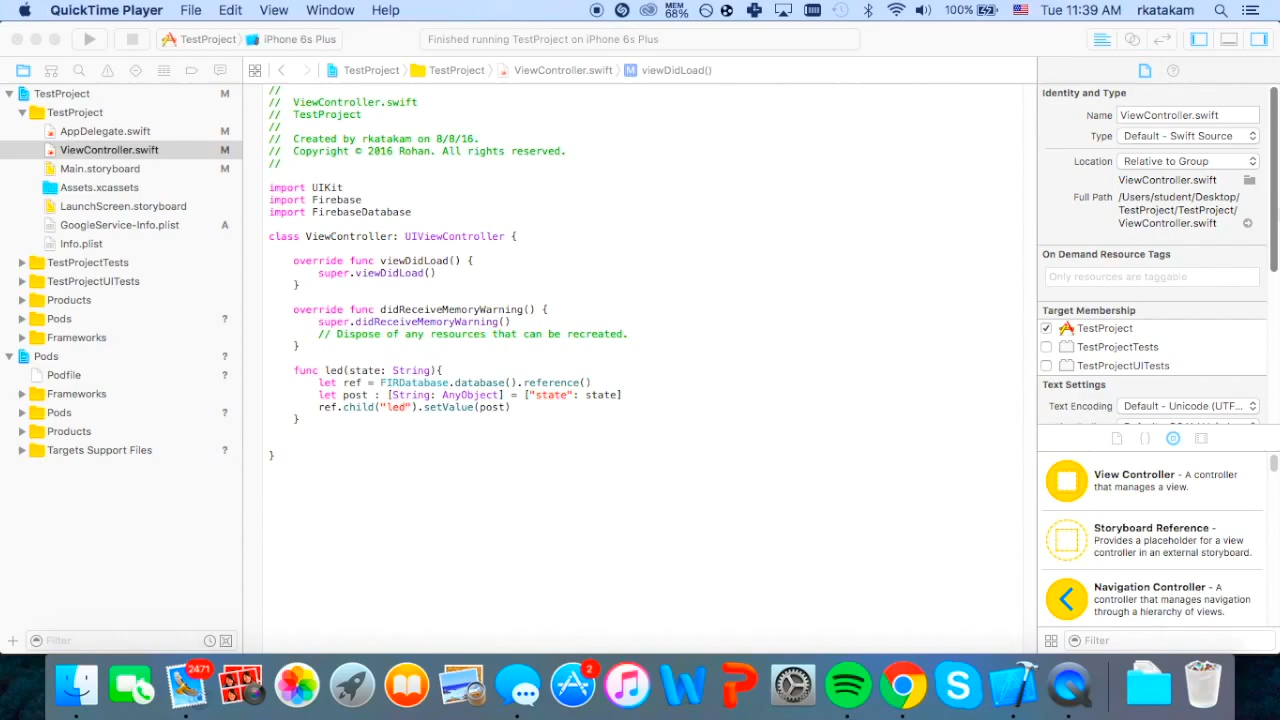 QuickTime Player File Edit View Window Help MEM 68% 100% Tue 11:39 AM rkatakam
TestProject iPhone 6s Plus Finished running TestProject on iPhone 6s Plus
TestProject TestProject ViewController.swift M viewDidLoad()
TestProject M
TestProject
AppDelegate.swift M
ViewController.swift M
Main.storyboard M
Assets.xcassets
LaunchScreen.storyboard
GoogleService-Info.plist A
Info.plist
TestProjectTests
TestProjectUITests
Products
Pods ?
Frameworks
Pods ?
Podfile
Frameworks
Pods ?
Products
Targets Support Files ?
Filter
//
// ViewController.swift
// TestProject
//
// Created by rkatakam on 8/8/16.
// Copyright © 2016 Rohan. All rights reserved.
//
import UIKit
import Firebase
import FirebaseDatabase
class ViewController: UIViewController {
override func viewDidLoad() {
super.viewDidLoad()
}
override func didReceiveMemoryWarning() {
super.didReceiveMemoryWarning()
// Dispose of any resources that can be recreated.
}
func led(state: String){
let ref = FIRDatabase.database().reference()
let post : [String: AnyObject] = ["state": state]
ref.child("led").setValue(post)
}
}
Identity and Type
Name ViewController.swift
Type Default - Swift Source
Location Relative to Group
ViewController.swift
Full Path /Users/student/Desktop/
TestProject/TestProject/
ViewController.swift
On Demand Resource Tags
Only resources are taggable
Target Membership
TestProject
TestProjectTests
TestProjectUITests
Text Settings
Text Encoding Default - Unicode (UTF...
{ }
View Controller - A controller
that manages a view.
Storyboard Reference -
Provides a placeholder for a view
controller in an external storyboard.
Navigation Controller - A
controller that manages navigation
through a hierarchy of views.
Filter
2471
2